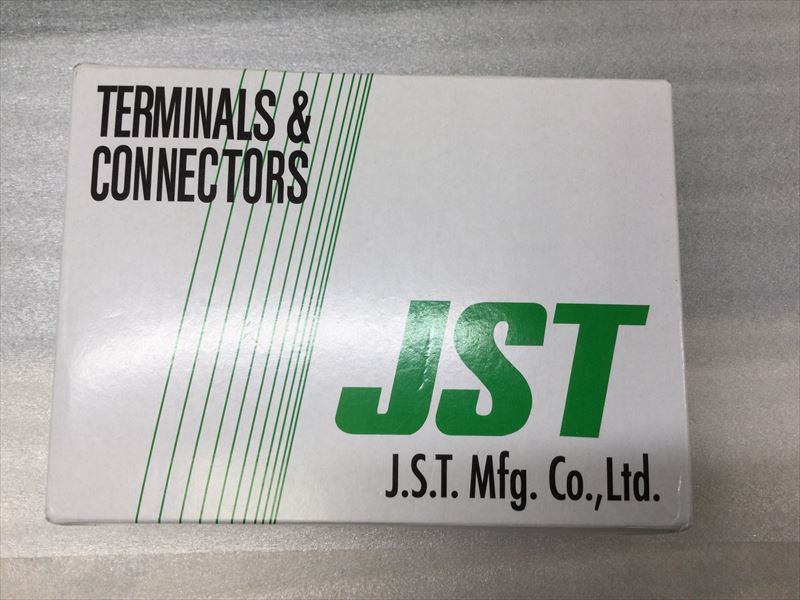 TERMINALS &
CONNECTORS
JST
J.S.T. Mfg. Co.,Ltd.